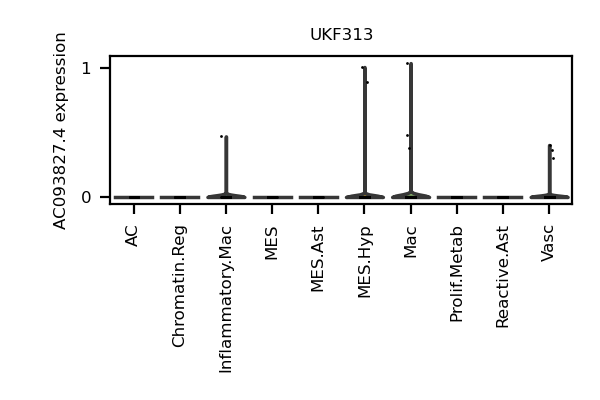 UKF313
AC093827.4 expression
1
0
AC
Chromatin.Reg
Inflammatory.Mac
MES
MES.Ast
MES.Hyp
Mac
Prolif.Metab
Reactive.Ast
Vasc